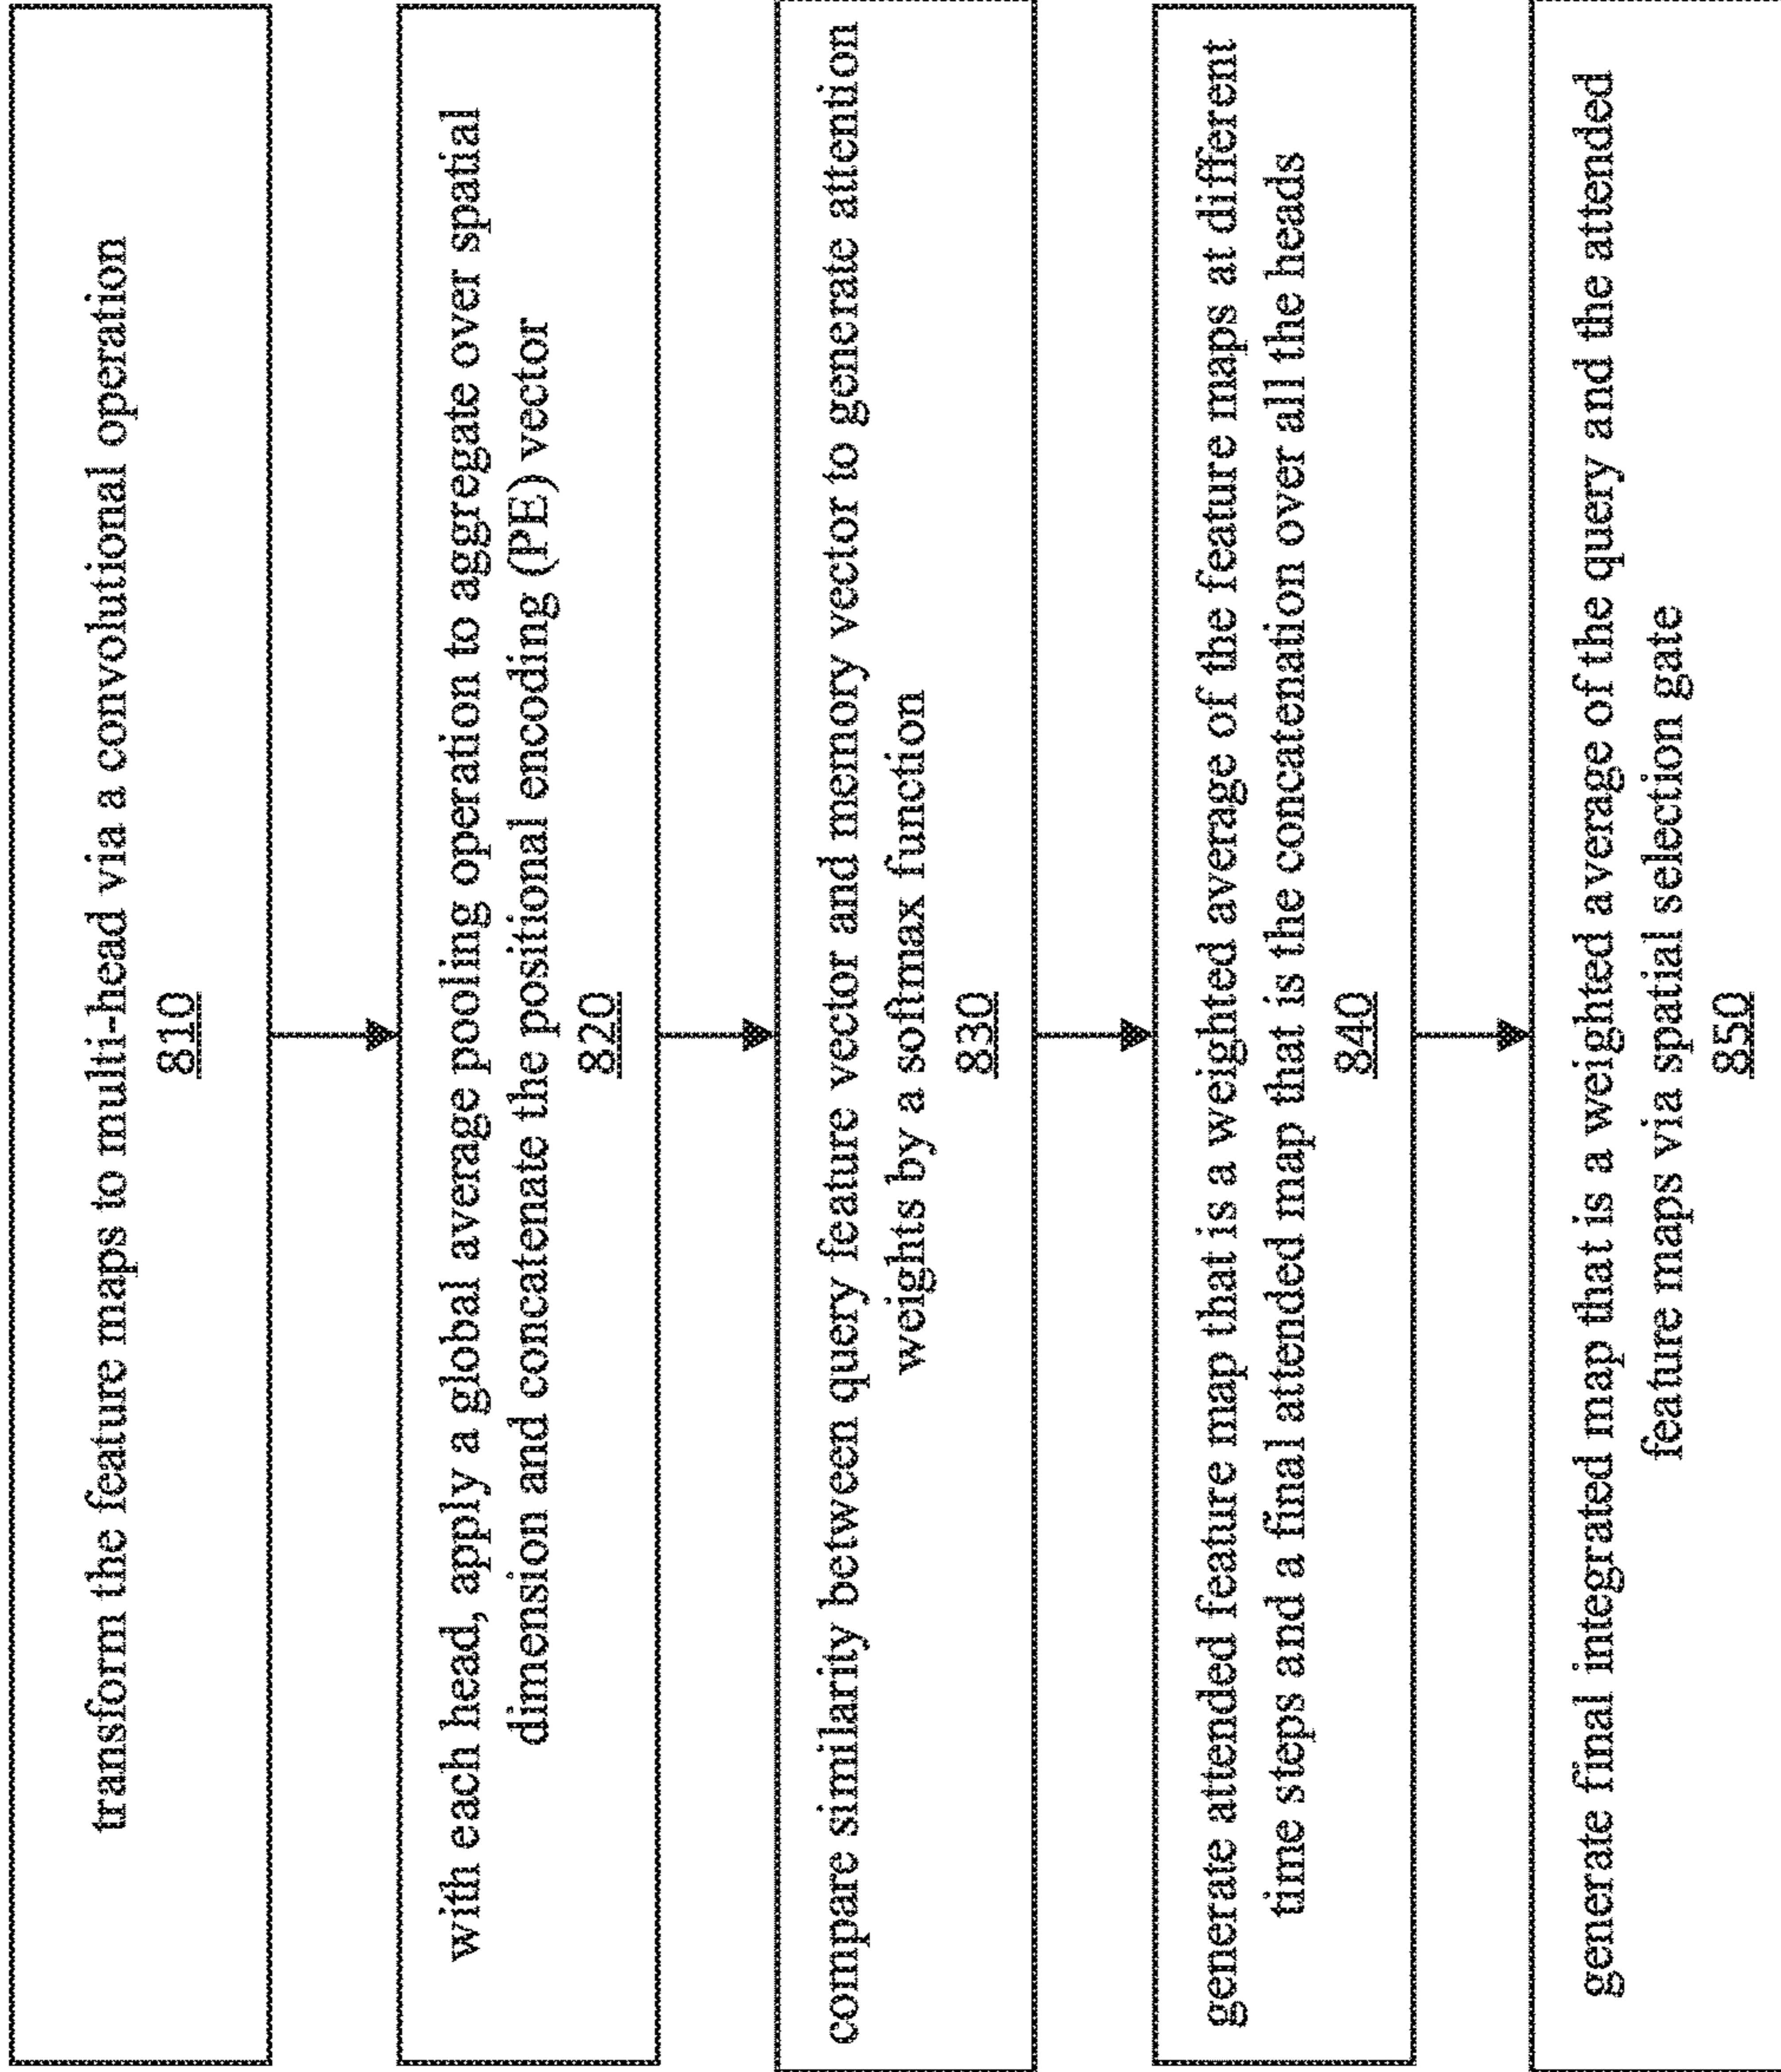 transform the feature maps to multi-head via a convolutional operation
810
with each head, apply a global average pooling operation to aggregate over spatial
dimension and concatenate the positional encoding (PE) vector
820
compare similarity between query feature vector and memory vector to generate attention
weights by a softmax function
830
generate attended feature map that is a weighted average of the feature maps at different
time steps and a final attended map that is the concatenation over all the heads
840
generate final integrated map that is a weighted average of the query and the attended
feature maps via spatial selection gate
850